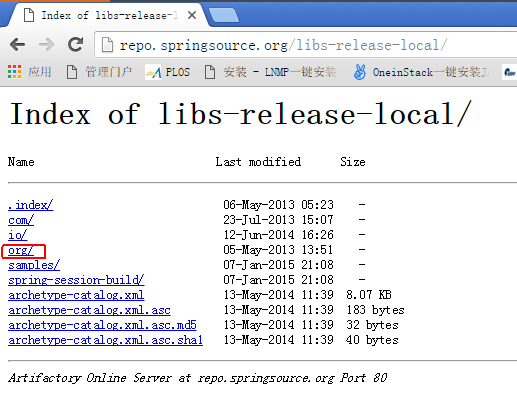 Index of libs-release-l
repo.springsource.org/libs-release-local/
应用 管理门户 PLOS 安装 - LNMP一键安装 OneinStack一键安装
Index of libs-release-local/
Name Last modified Size
.index/ 06-May-2013 05:23 -
com/ 23-Jul-2013 15:07 -
io/ 12-Jun-2014 16:26 -
org/ 05-May-2013 13:51 -
samples/ 07-Jan-2015 21:08 -
spring-session-build/ 07-Jan-2015 21:08 -
archetype-catalog.xml 13-May-2014 11:39 8.07 KB
archetype-catalog.xml.asc 13-May-2014 11:39 183 bytes
archetype-catalog.xml.asc.md5 13-May-2014 11:39 32 bytes
archetype-catalog.xml.asc.sha1 13-May-2014 11:39 40 bytes
Artifactory Online Server at repo.springsource.org Port 80